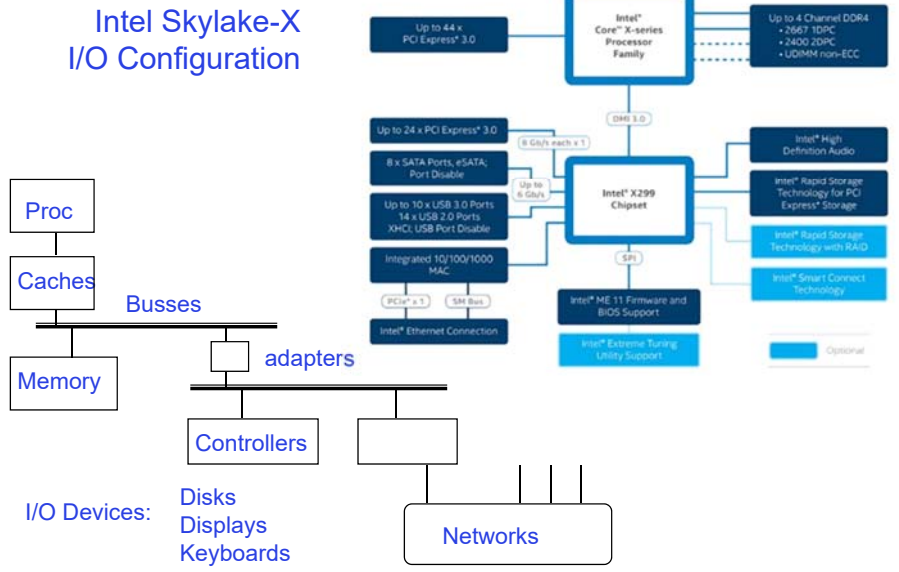 Intel Skylake-X
I/O Configuration
Up to 44 x
PCI Express* 3.0
Intel®
Core™ X-series
Processor
Family
Up to 4 Channel DDR4
• 2667 1DPC
• 2400 2DPC
• UDIMM non-ECC
DMI 3.0
Up to 24 x PCI Express* 3.0
8 Gb/s each x 1
8 x SATA Ports, eSATA;
Port Disable
Up to
6 Gb/s
Up to 10 x USB 3.0 Ports
14 x USB 2.0 Ports
XHCI; USB Port Disable
Integrated 10/100/1000
MAC
PCIe* x 1
SM Bus
Intel® Ethernet Connection
Intel® X299
Chipset
SPI
Intel® ME 11 Firmware and
BIOS Support
Intel® Extreme Tuning
Utility Support
Intel® High
Definition Audio
Intel® Rapid Storage
Technology for PCI
Express* Storage
Intel® Rapid Storage
Technology with RAID
Intel® Smart Connect
Technology
Optional
Proc
Caches
Busses
Memory
adapters
Controllers
I/O Devices:
Disks
Displays
Keyboards
Networks